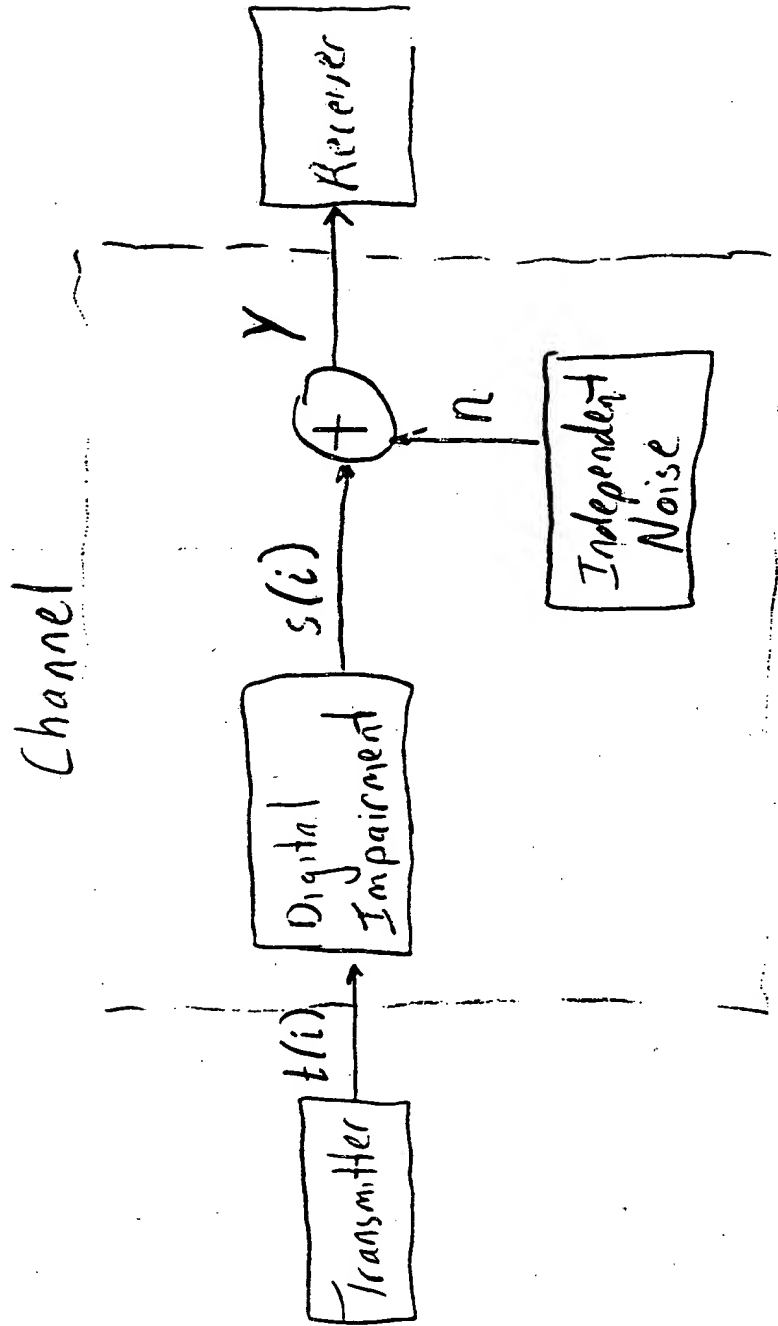 Channel
Transmitter
t(i)
Digital
Impairment
s(i)
+
Y
Receiver
n
Independent
Noise